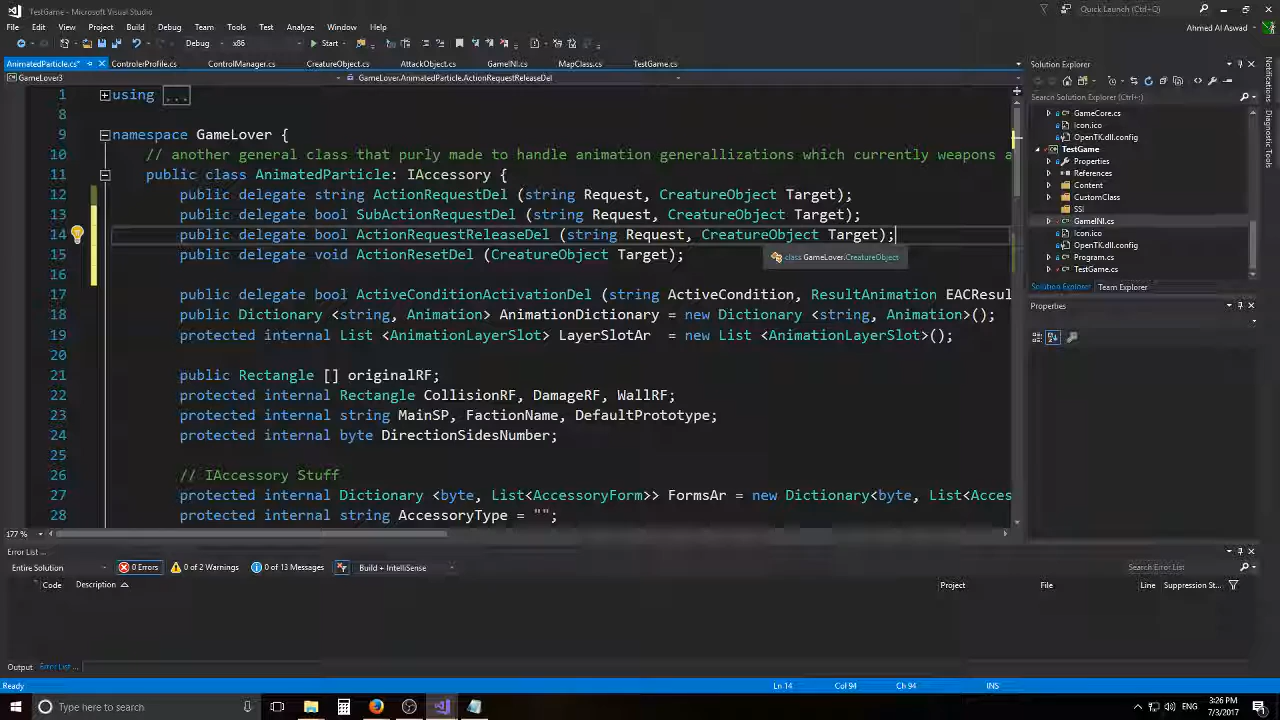 TestGame - Microsoft Visual Studio
Quick Launch (Ctrl+Q)
File Edit View Project Build Debug Team Tools Test Analyze Window Help
Ahmed Al Aswad
Debug x86 Start
AnimatedParticle.cs* ControlerProfile.cs ControlManager.cs CreatureObject.cs AttackObject.cs GameINI.cs MapClass.cs TestGame.cs
GameLover3 GameLover.AnimatedParticle.ActionRequestReleaseDel
1 using ...
8
9 namespace GameLover {
10 // another general class that purly made to handle animation generallizations which currently weapons a
11 public class AnimatedParticle: IAccessory {
12 public delegate string ActionRequestDel (string Request, CreatureObject Target);
13 public delegate bool SubActionRequestDel (string Request, CreatureObject Target);
14 public delegate bool ActionRequestReleaseDel (string Request, CreatureObject Target);
15 public delegate void ActionResetDel (CreatureObject Target);
class GameLover.CreatureObject
16
17 public delegate bool ActiveConditionActivationDel (string ActiveCondition, ResultAnimation EACResul
18 public Dictionary <string, Animation> AnimationDictionary = new Dictionary <string, Animation>();
19 protected internal List <AnimationLayerSlot> LayerSlotAr = new List <AnimationLayerSlot>();
20
21 public Rectangle [] originalRF;
22 protected internal Rectangle CollisionRF, DamageRF, WallRF;
23 protected internal string MainSP, FactionName, DefaultPrototype;
24 protected internal byte DirectionSidesNumber;
25
26 // IAccessory Stuff
27 protected internal Dictionary <byte, List<AccessoryForm>> FormsAr = new Dictionary<byte, List<Acces
28 protected internal string AccessoryType = "";
177 %
Solution Explorer
Search Solution Explorer (Ctrl+;)
GameCore.cs
Icon.ico
OpenTK.dll.config
TestGame
Properties
References
Content
CustomClass
SSI
GameINI.cs
Icon.ico
OpenTK.dll.config
Program.cs
TestGame.cs
Solution Explorer Team Explorer
Properties
Notifications
Diagnostic Tools
Error List ...
Entire Solution 0 Errors 0 of 2 Warnings 0 of 13 Messages Build + IntelliSense
Search Error List
Code Description Project File Line Suppression St...
Output Error List ...
Ready Ln 14 Col 94 Ch 94 INS
Type here to search
ENG
3:26 PM
7/3/2017